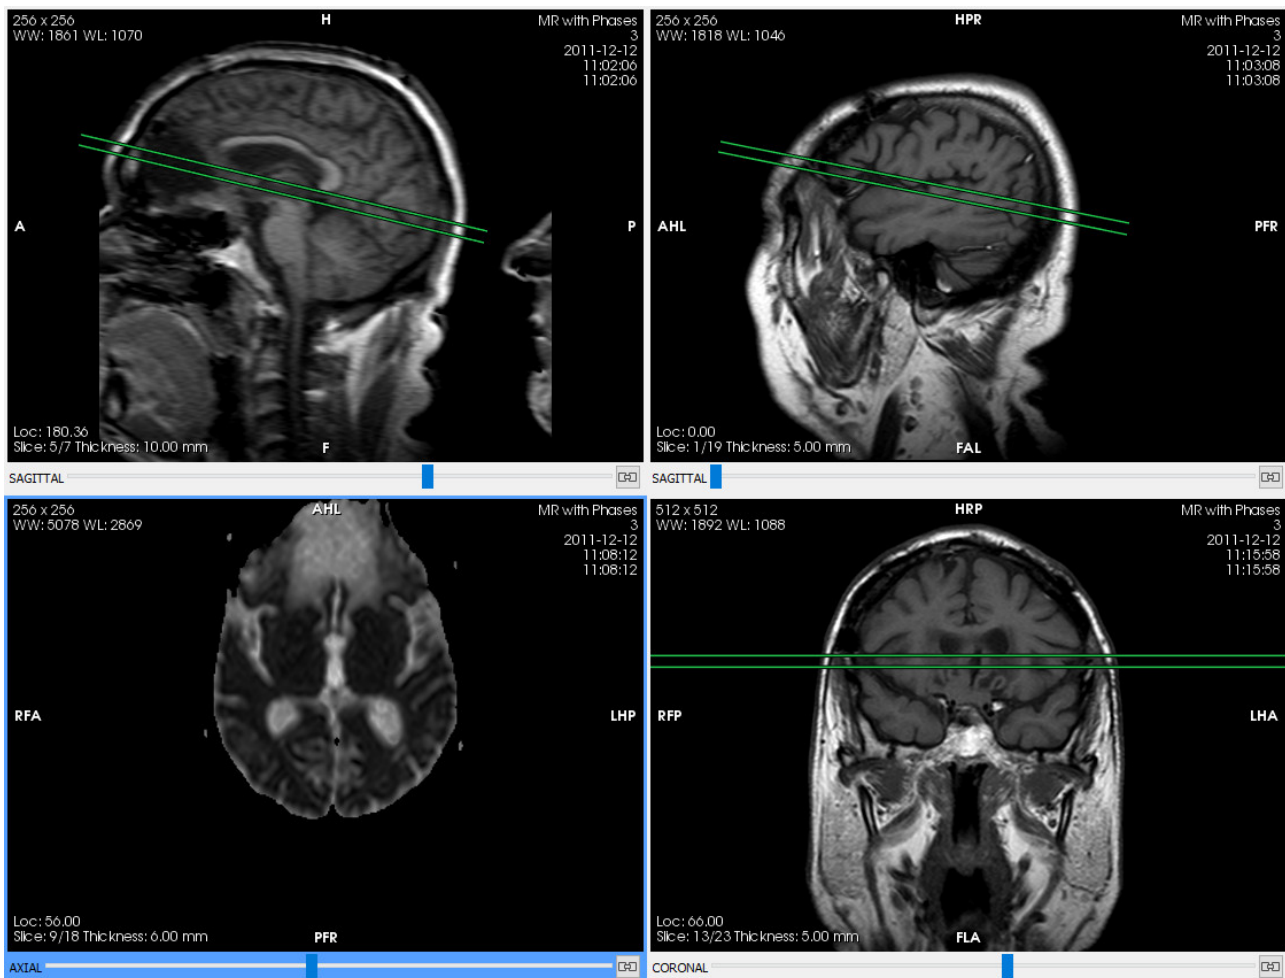 256 x 256
WW: 1861 WL: 1070
H
MR with Phases
3
2011-12-12
11:02:06
11:02:06
A
P
Loc: 180.36
Slice: 5/7 Thickness: 10.00 mm
F
SAGITTAL
256 x 256
WW: 1818 WL: 1046
HPR
MR with Phases
3
2011-12-12
11:03:08
11:03:08
AHL
PFR
Loc: 0.00
Slice: 1/19 Thickness: 5.00 mm
FAL
SAGITTAL
256 x 256
WW: 5078 WL: 2869
AHL
MR with Phases
3
2011-12-12
11:08:12
11:08:12
RFA
LHP
Loc: 56.00
Slice: 9/18 Thickness: 6.00 mm
PFR
AXIAL
512 x 512
WW: 1892 WL: 1088
HRP
MR with Phases
3
2011-12-12
11:15:58
11:15:58
RFP
LHA
Loc: 66.00
Slice: 13/23 Thickness: 5.00 mm
FLA
CORONAL